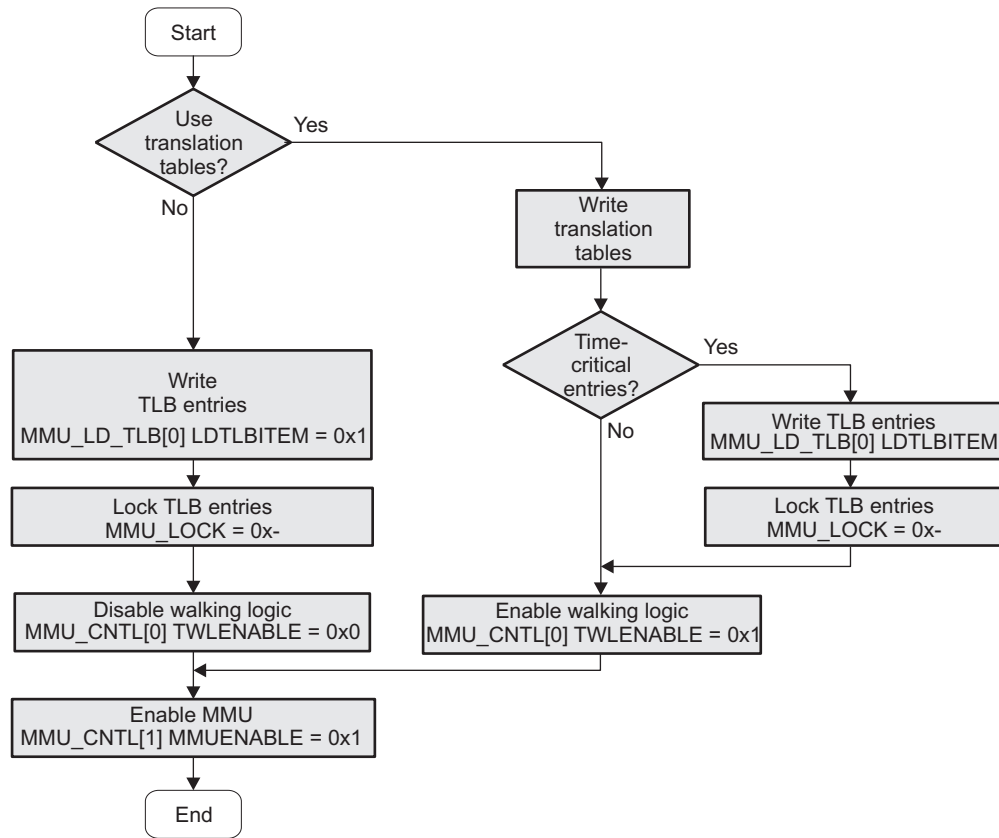 Start
Use
translation
tables?
Yes
No
Write
translation
tables
Time-
critical
entries?
Yes
No
Write
TLB entries
MMU_LD_TLB[0] LDTLBITEM = 0x1
Write TLB entries
MMU_LD_TLB[0] LDTLBITEM
Lock TLB entries
MMU_LOCK = 0x-
Lock TLB entries
MMU_LOCK = 0x-
Disable walking logic
MMU_CNTL[0] TWLENABLE = 0x0
Enable walking logic
MMU_CNTL[0] TWLENABLE = 0x1
Enable MMU
MMU_CNTL[1] MMUENABLE = 0x1
End